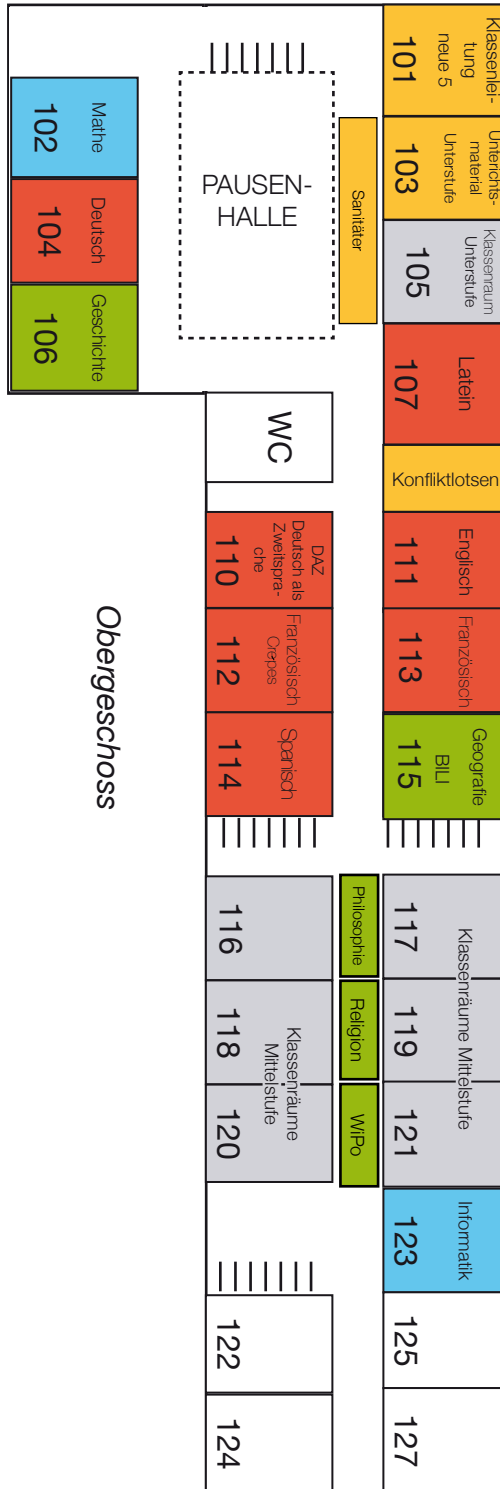 Klassenlei-
tung
neue 5
101
Unterichts-
material
Unterstufe
103
Klassenraum
Unterstufe
105
Latein
107
Konfliktlotsen
Englisch
111
Französisch
113
Geografie
BILI
115
Klassenräume Mittelstufe
117
119
121
Informatik
123
125
127
Sanitäter
Philosophie
Religion
WiPo
PAUSEN-
HALLE
WC
DAZ
Deutsch als
Zweitspra-
che
110
Französisch
Crepes
112
Spanisch
114
116
Klassenräume
Mittelstufe
118
120
122
124
Mathe
102
Deutsch
104
Geschichte
106
Obergeschoss